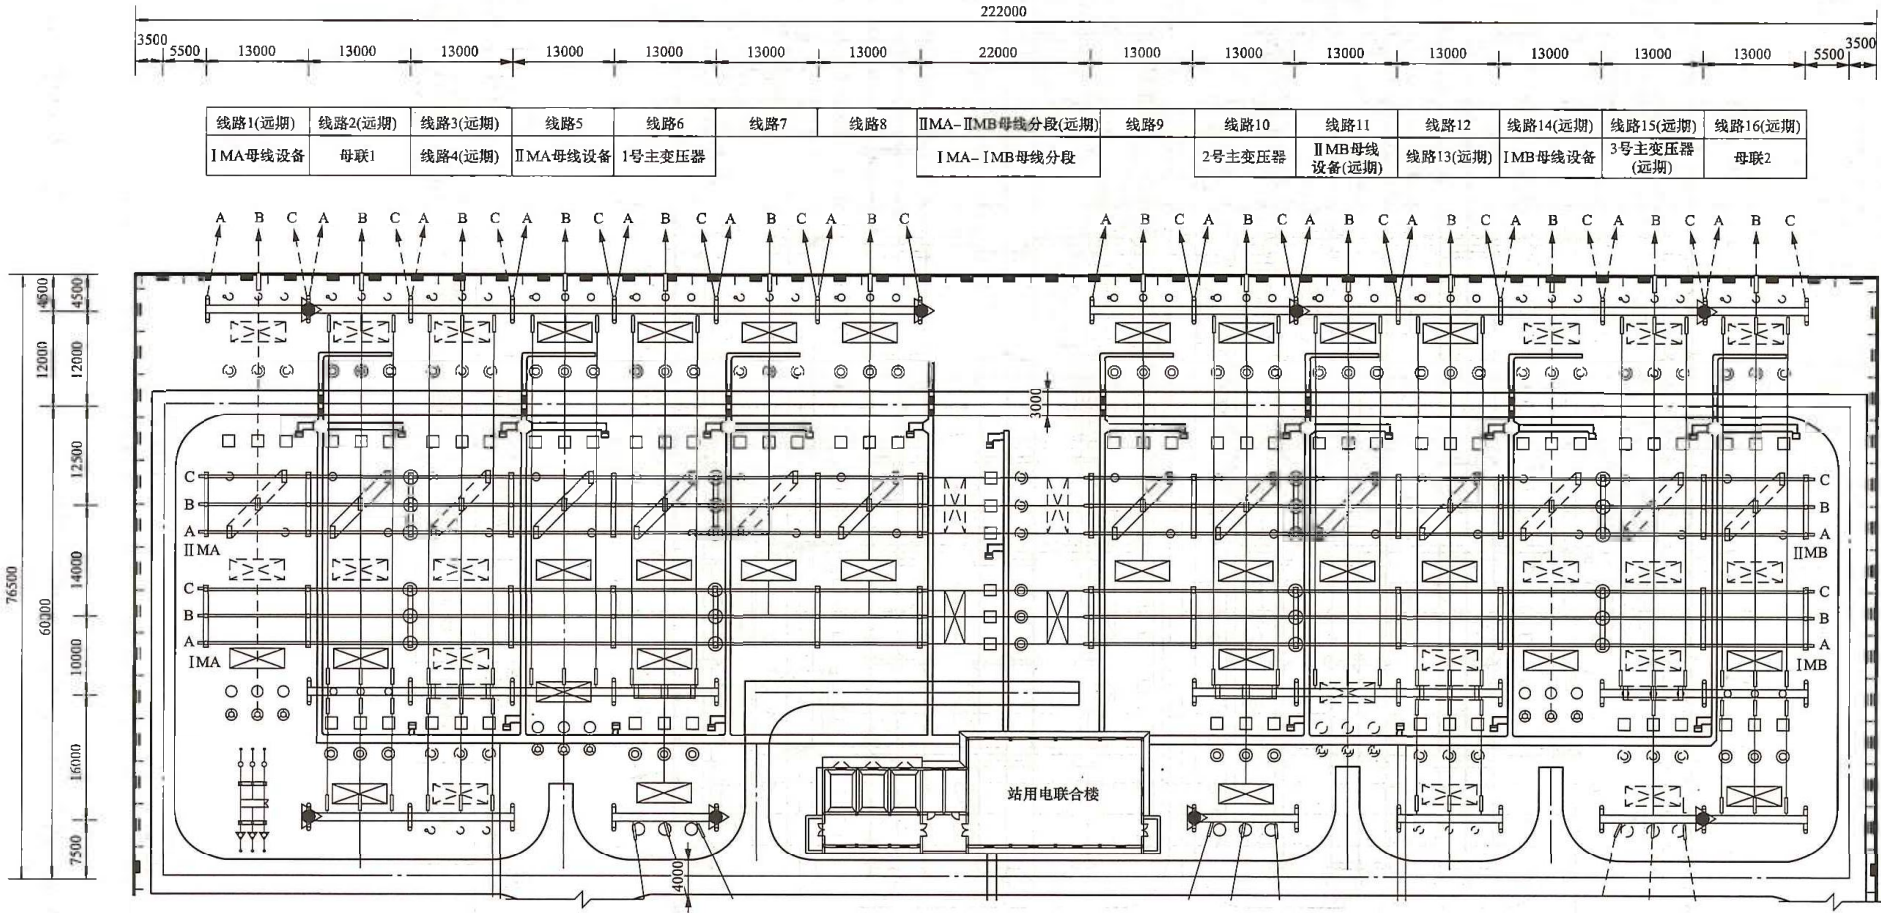 222000
3500 5500 13000 13000 13000 13000 13000 13000 13000 22000 13000 13000 13000 13000 13000 13000 13000 5500 3500
线路1(远期) 线路2(远期) 线路3(远期) 线路5 线路6 线路7 线路8 ⅡMA-ⅡMB母线分段(远期) 线路9 线路10 线路11 线路12 线路14(远期) 线路15(远期) 线路16(远期)
ⅠMA母线设备 母联1 线路4(远期) ⅡMA母线设备 1号主变压器 ⅠMA-ⅠMB母线分段 2号主变压器 ⅡMB母线设备(远期) 线路13(远期) ⅠMB母线设备 3号主变压器(远期) 母联2
A B C A B C A B C A B C A B C A B C A B C A B C A B C A B C A B C A B C A B C A B C
4500 4500
12000 12000
3000
12500
C C
B B
A A
ⅡMA ⅡMB
14000
76500 60000
C C
B B
A A
ⅠMA ⅠMB
10000
16000
站用电联合楼
7500
4000